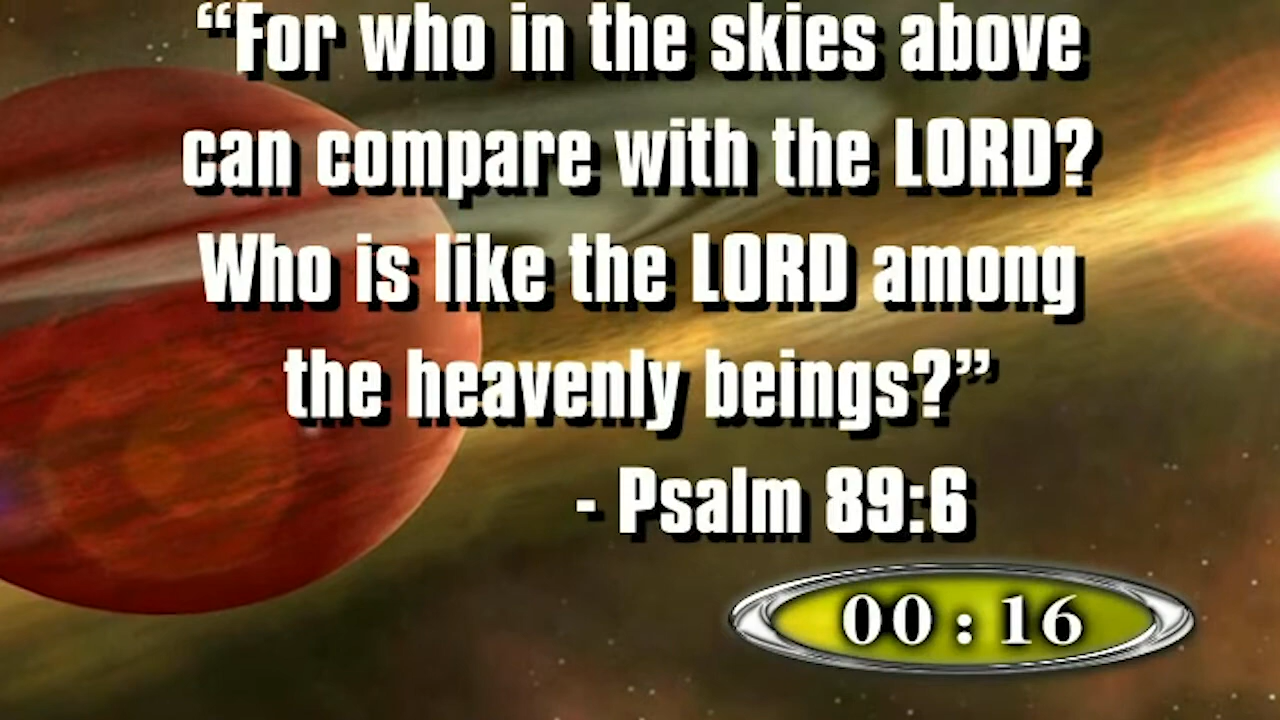 “For who in the skies above
can compare with the LORD?
Who is like the LORD among
the heavenly beings?”
- Psalm 89:6
00 : 16